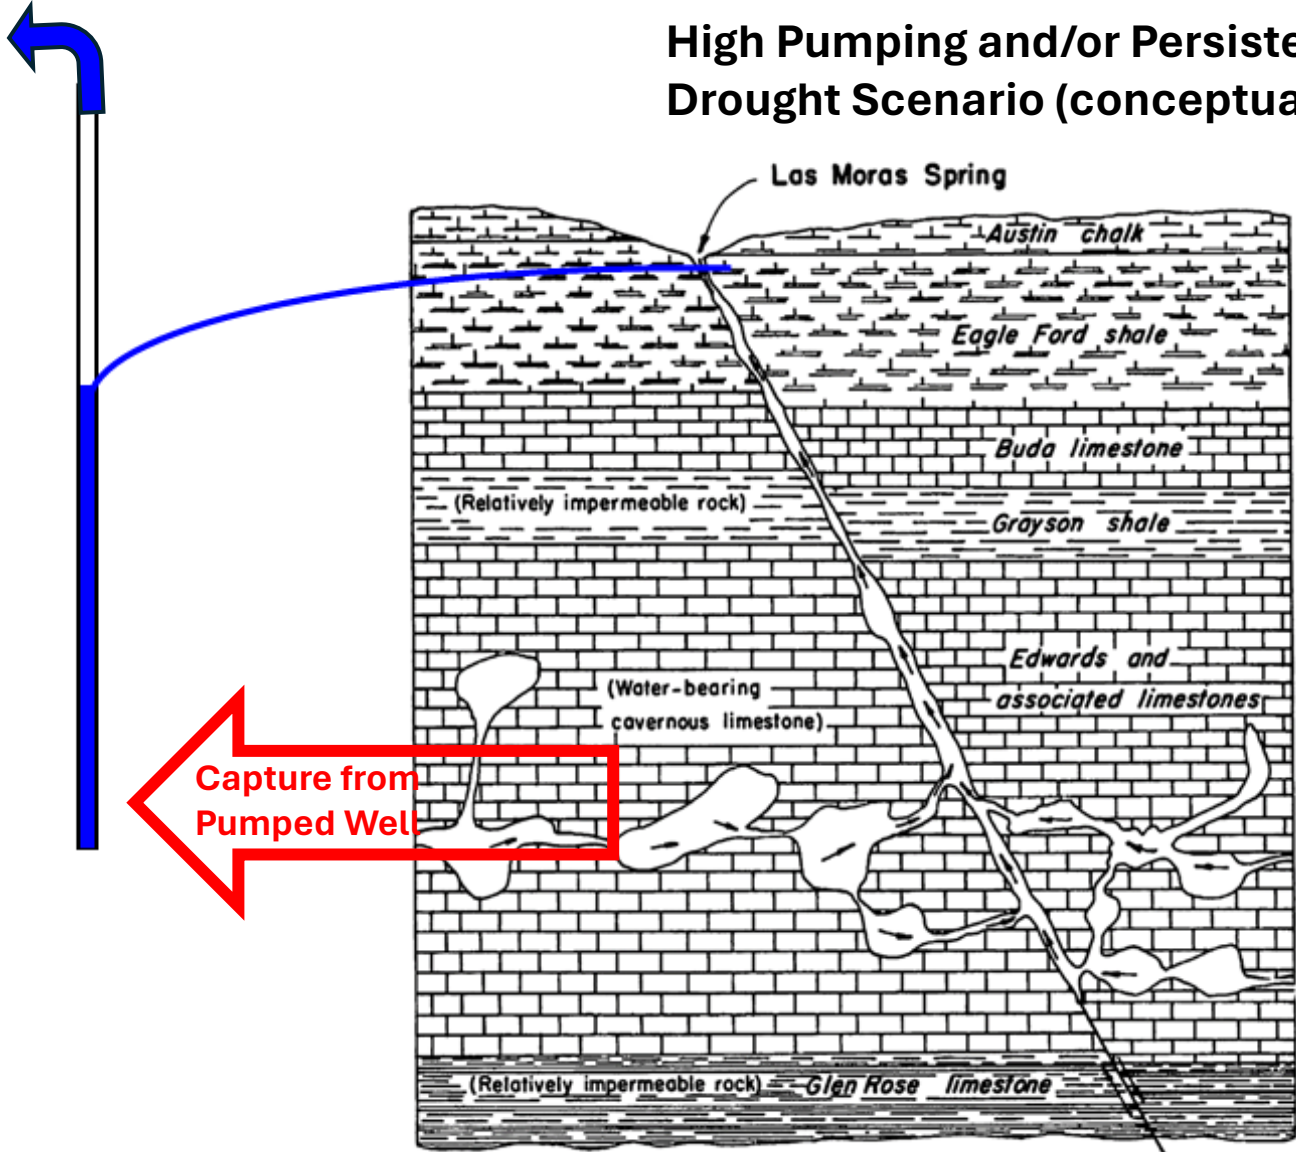 High Pumping and/or Persiste
Drought Scenario (conceptua
Las Moras Spring
Austin chalk
Eagle Ford shale
Buda limestone
(Relatively impermeable rock)
Grayson shale
Edwards and
associated limestones
(Water-bearing
cavernous limestone)
Capture from
Pumped Well
(Relatively impermeable rock)
Glen Rose limestone